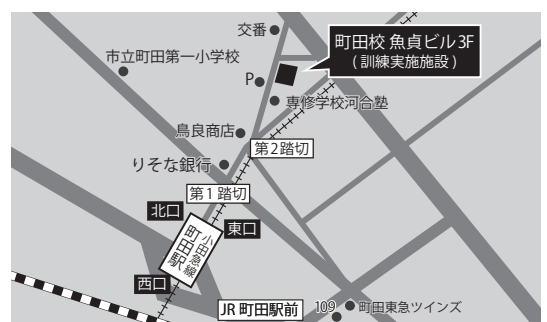 交番
町田校 魚貞ビル3F
(訓練実施施設)
市立町田第一小学校
P
専修学校河合塾
鳥良商店
第2踏切
りそな銀行
第1踏切
北口
東口
小田急線
町田駅
西口
JR 町田駅前
109
町田東急ツインズ